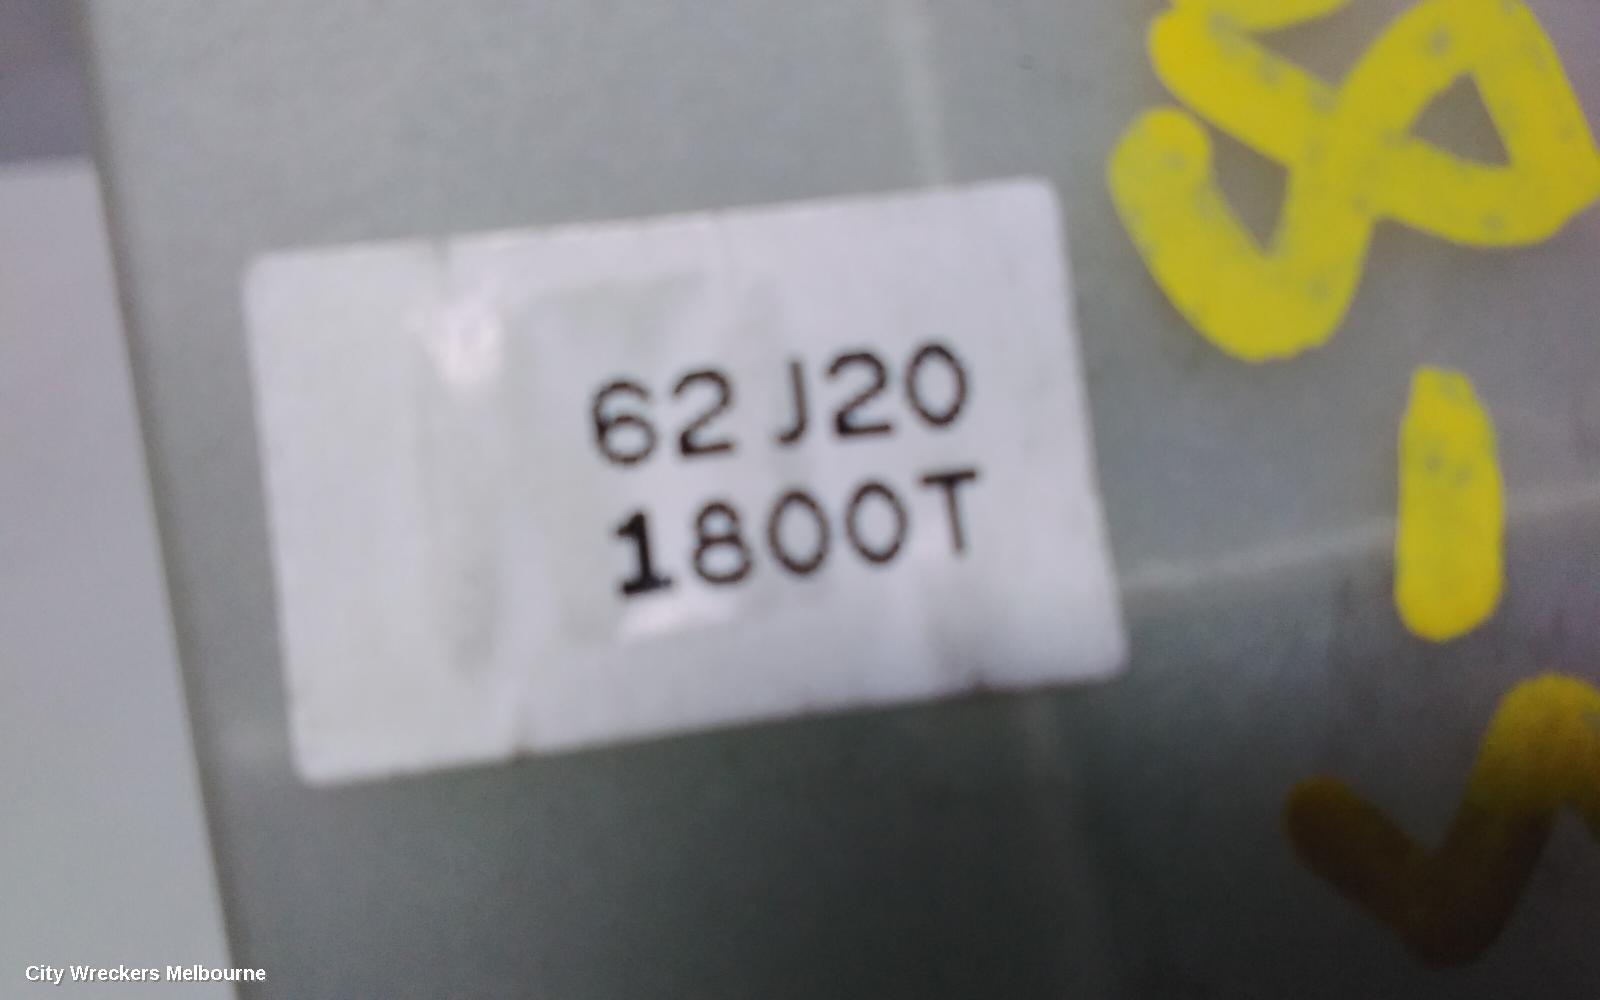 62 J20
1800T
City Wreckers Melbourne